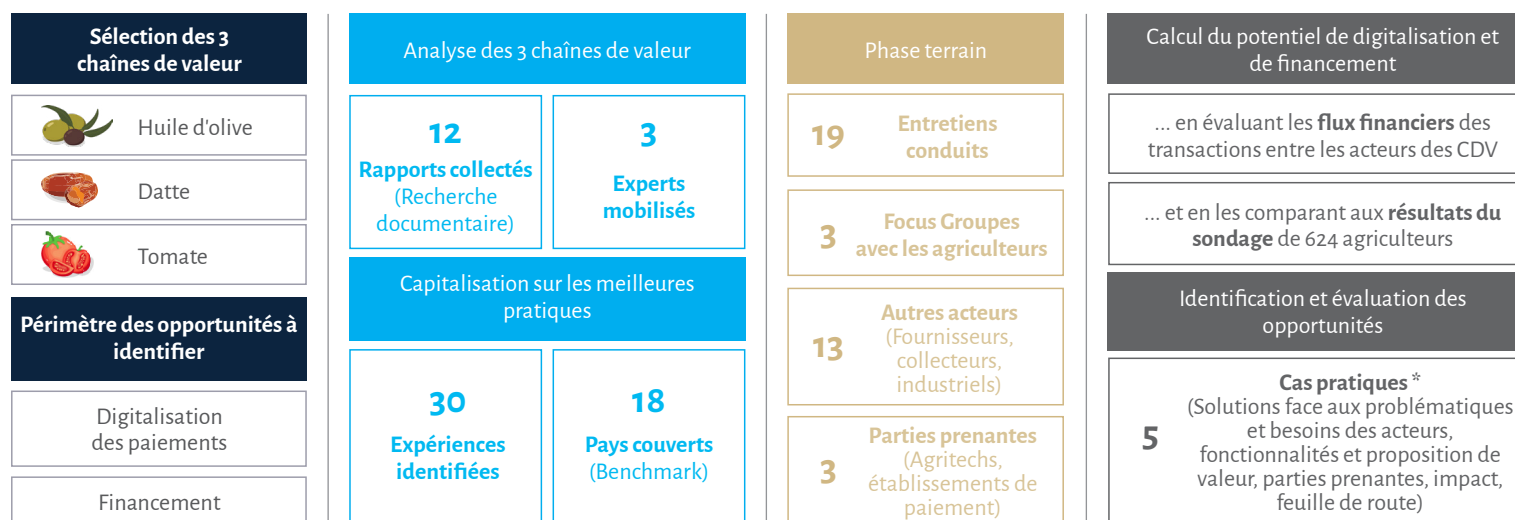 Sélection des 3
chaînes de valeur
Huile d'olive
Datte
Tomate
Périmètre des opportunités à
identifier
Digitalisation
des paiements
Financement
Analyse des 3 chaînes de valeur
12
Rapports collectés
(Recherche
documentaire)
3
Experts
mobilisés
Capitalisation sur les meilleures
pratiques
30
Expériences
identifiées
18
Pays couverts
(Benchmark)
Phase terrain
19
Entretiens
conduits
3
Focus Groupes
avec les agriculteurs
13
Autres acteurs
(Fournisseurs,
collecteurs,
industriels)
3
Parties prenantes
(Agritechs,
établissements de
paiement)
Calcul du potentiel de digitalisation et
de financement
... en évaluant les flux financiers des
transactions entre les acteurs des CDV
... et en les comparant aux résultats du
sondage de 624 agriculteurs
Identification et évaluation des
opportunités
5
Cas pratiques *
(Solutions face aux problématiques
et besoins des acteurs,
fonctionnalités et proposition de
valeur, parties prenantes, impact,
feuille de route)